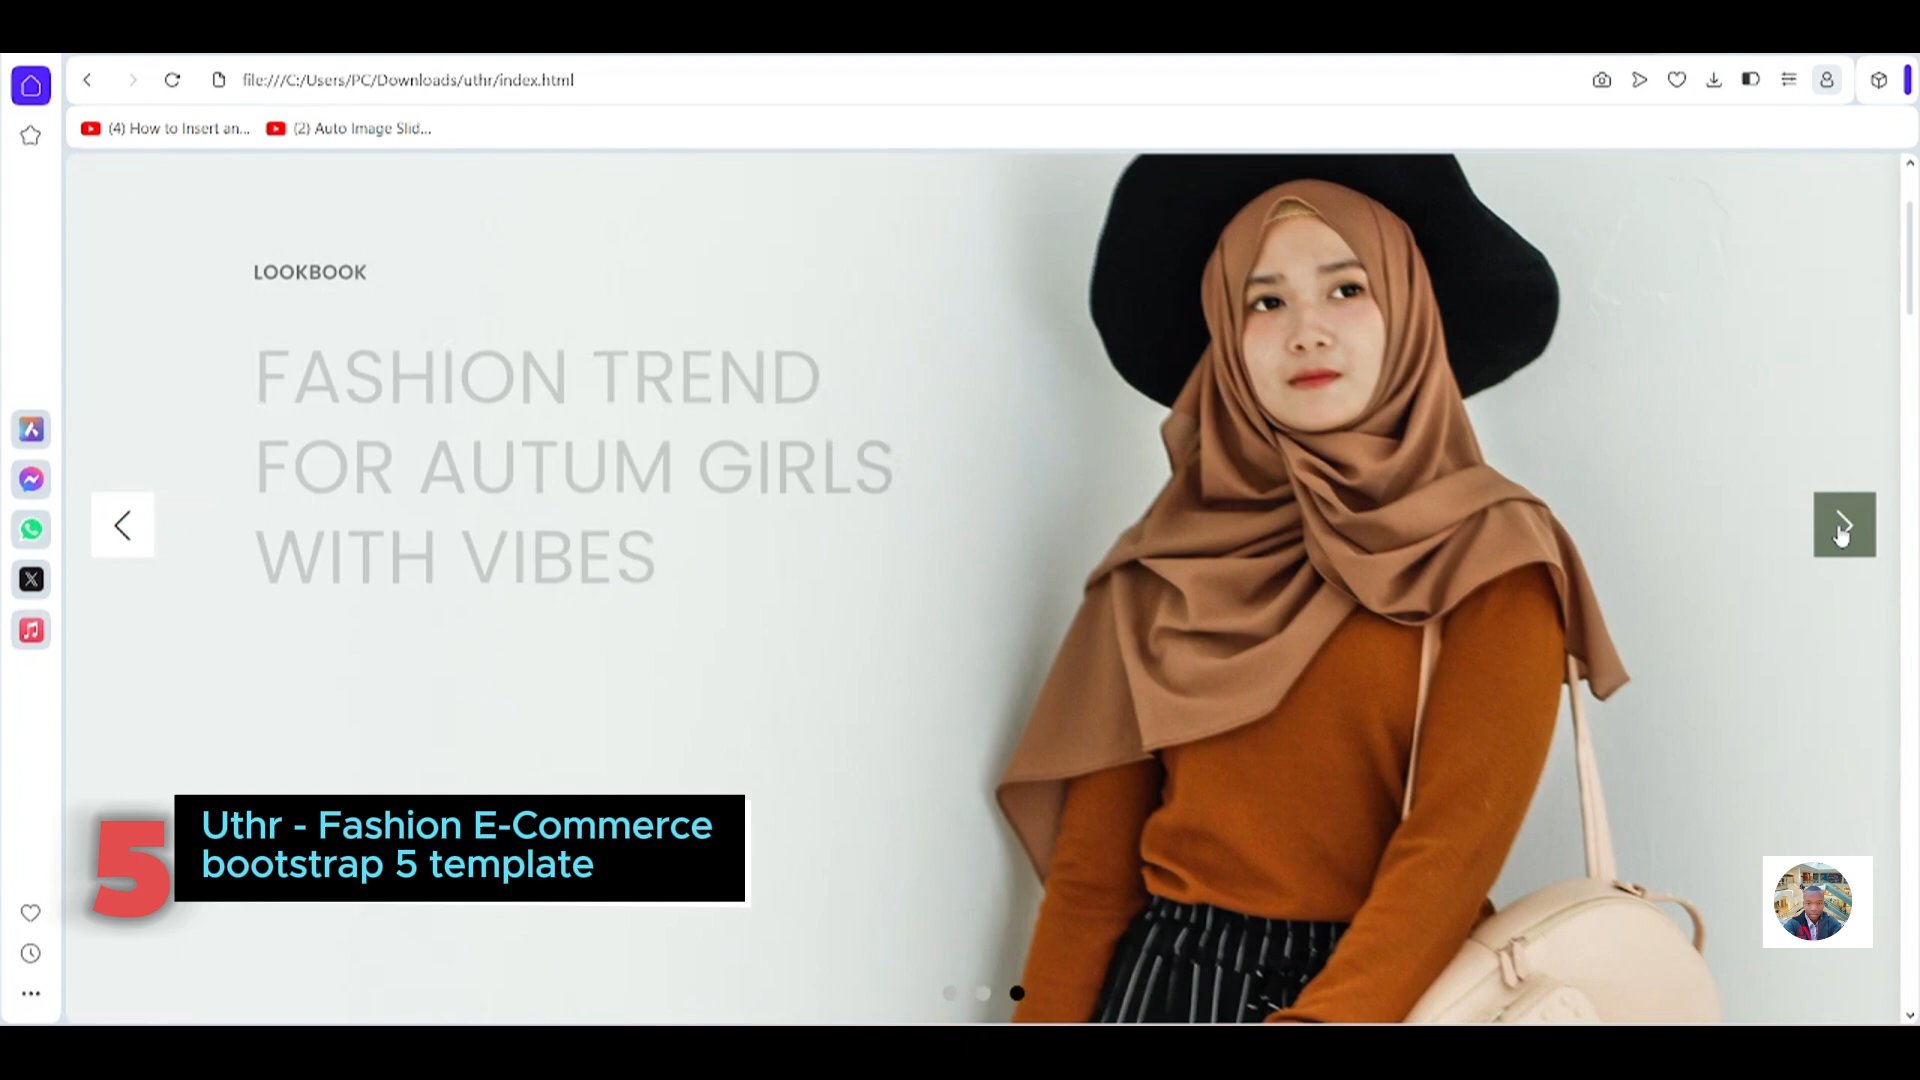 file:///C:/Users/PC/Downloads/uthr/index.html
(4) How to Insert an...
(2) Auto Image Slid...
LOOKBOOK
FASHION TREND
FOR AUTUM GIRLS
WITH VIBES
5
Uthr - Fashion E-Commerce
bootstrap 5 template